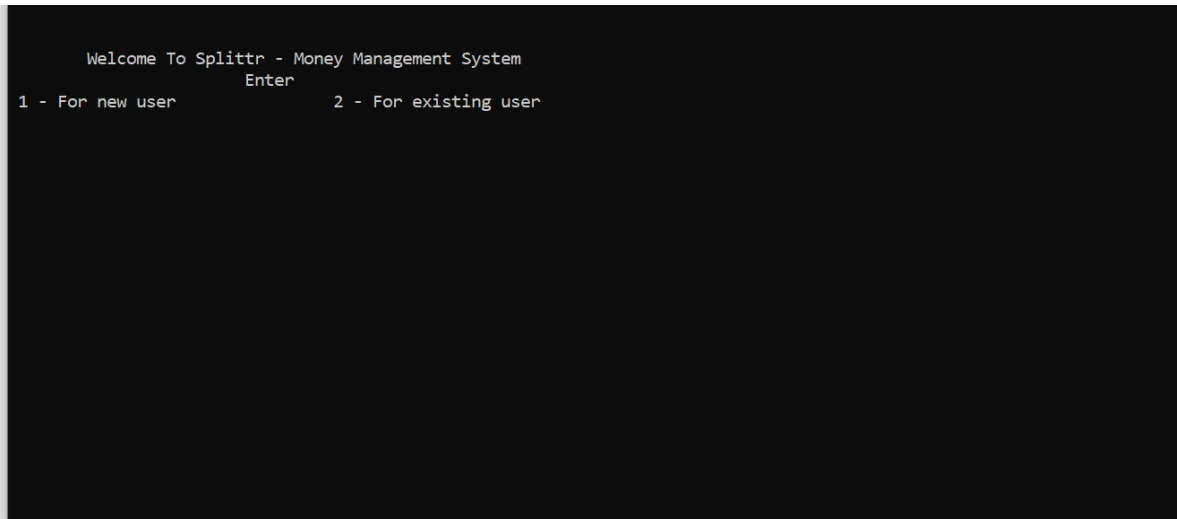 Welcome To Splittr - Money Management System
Enter
1 - For new user 2 - For existing user